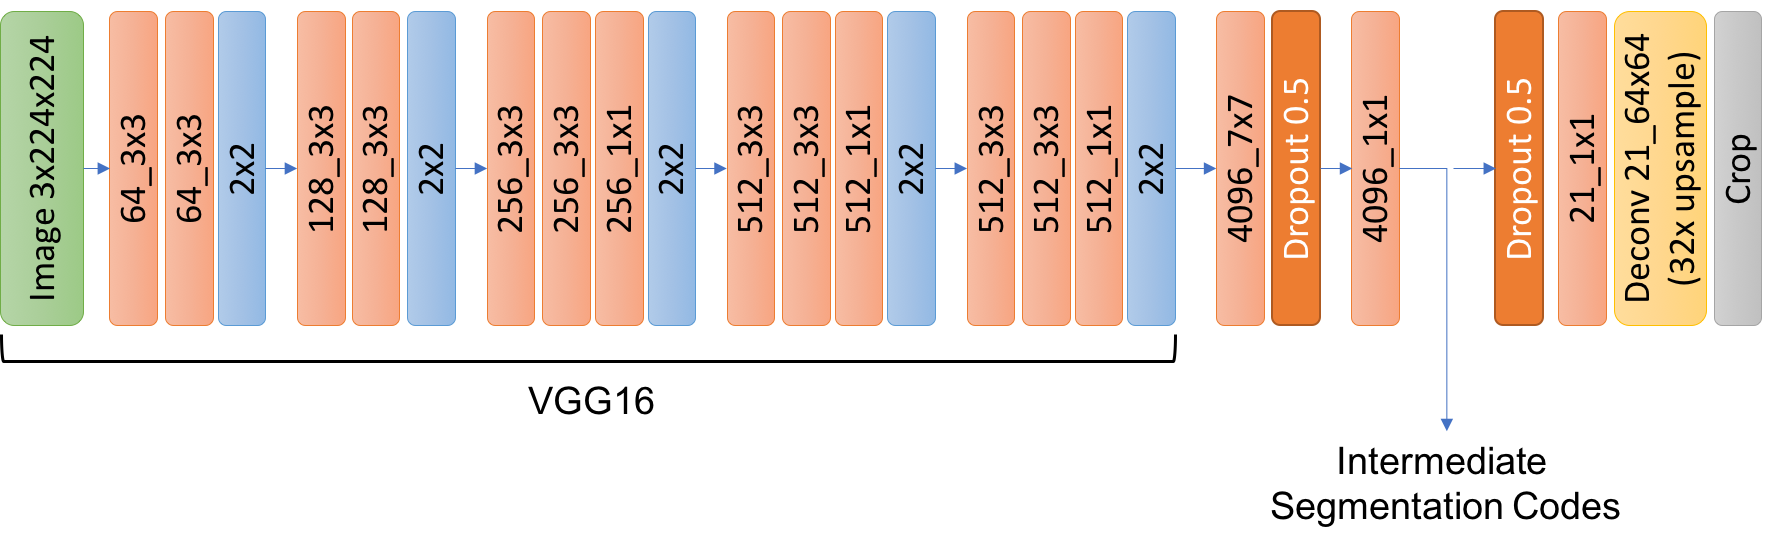 Image 3x224x224
64_3x3
64_3x3
2x2
128_3x3
128_3x3
2x2
256_3x3
256_3x3
256_1x1
2x2
512_3x3
512_3x3
512_1x1
2x2
512_3x3
512_3x3
512_1x1
2x2
4096_7x7
Dropout 0.5
4096_1x1
Dropout 0.5
21_1x1
Deconv 21_64x64
(32x upsample)
Crop
VGG16
Intermediate
Segmentation Codes